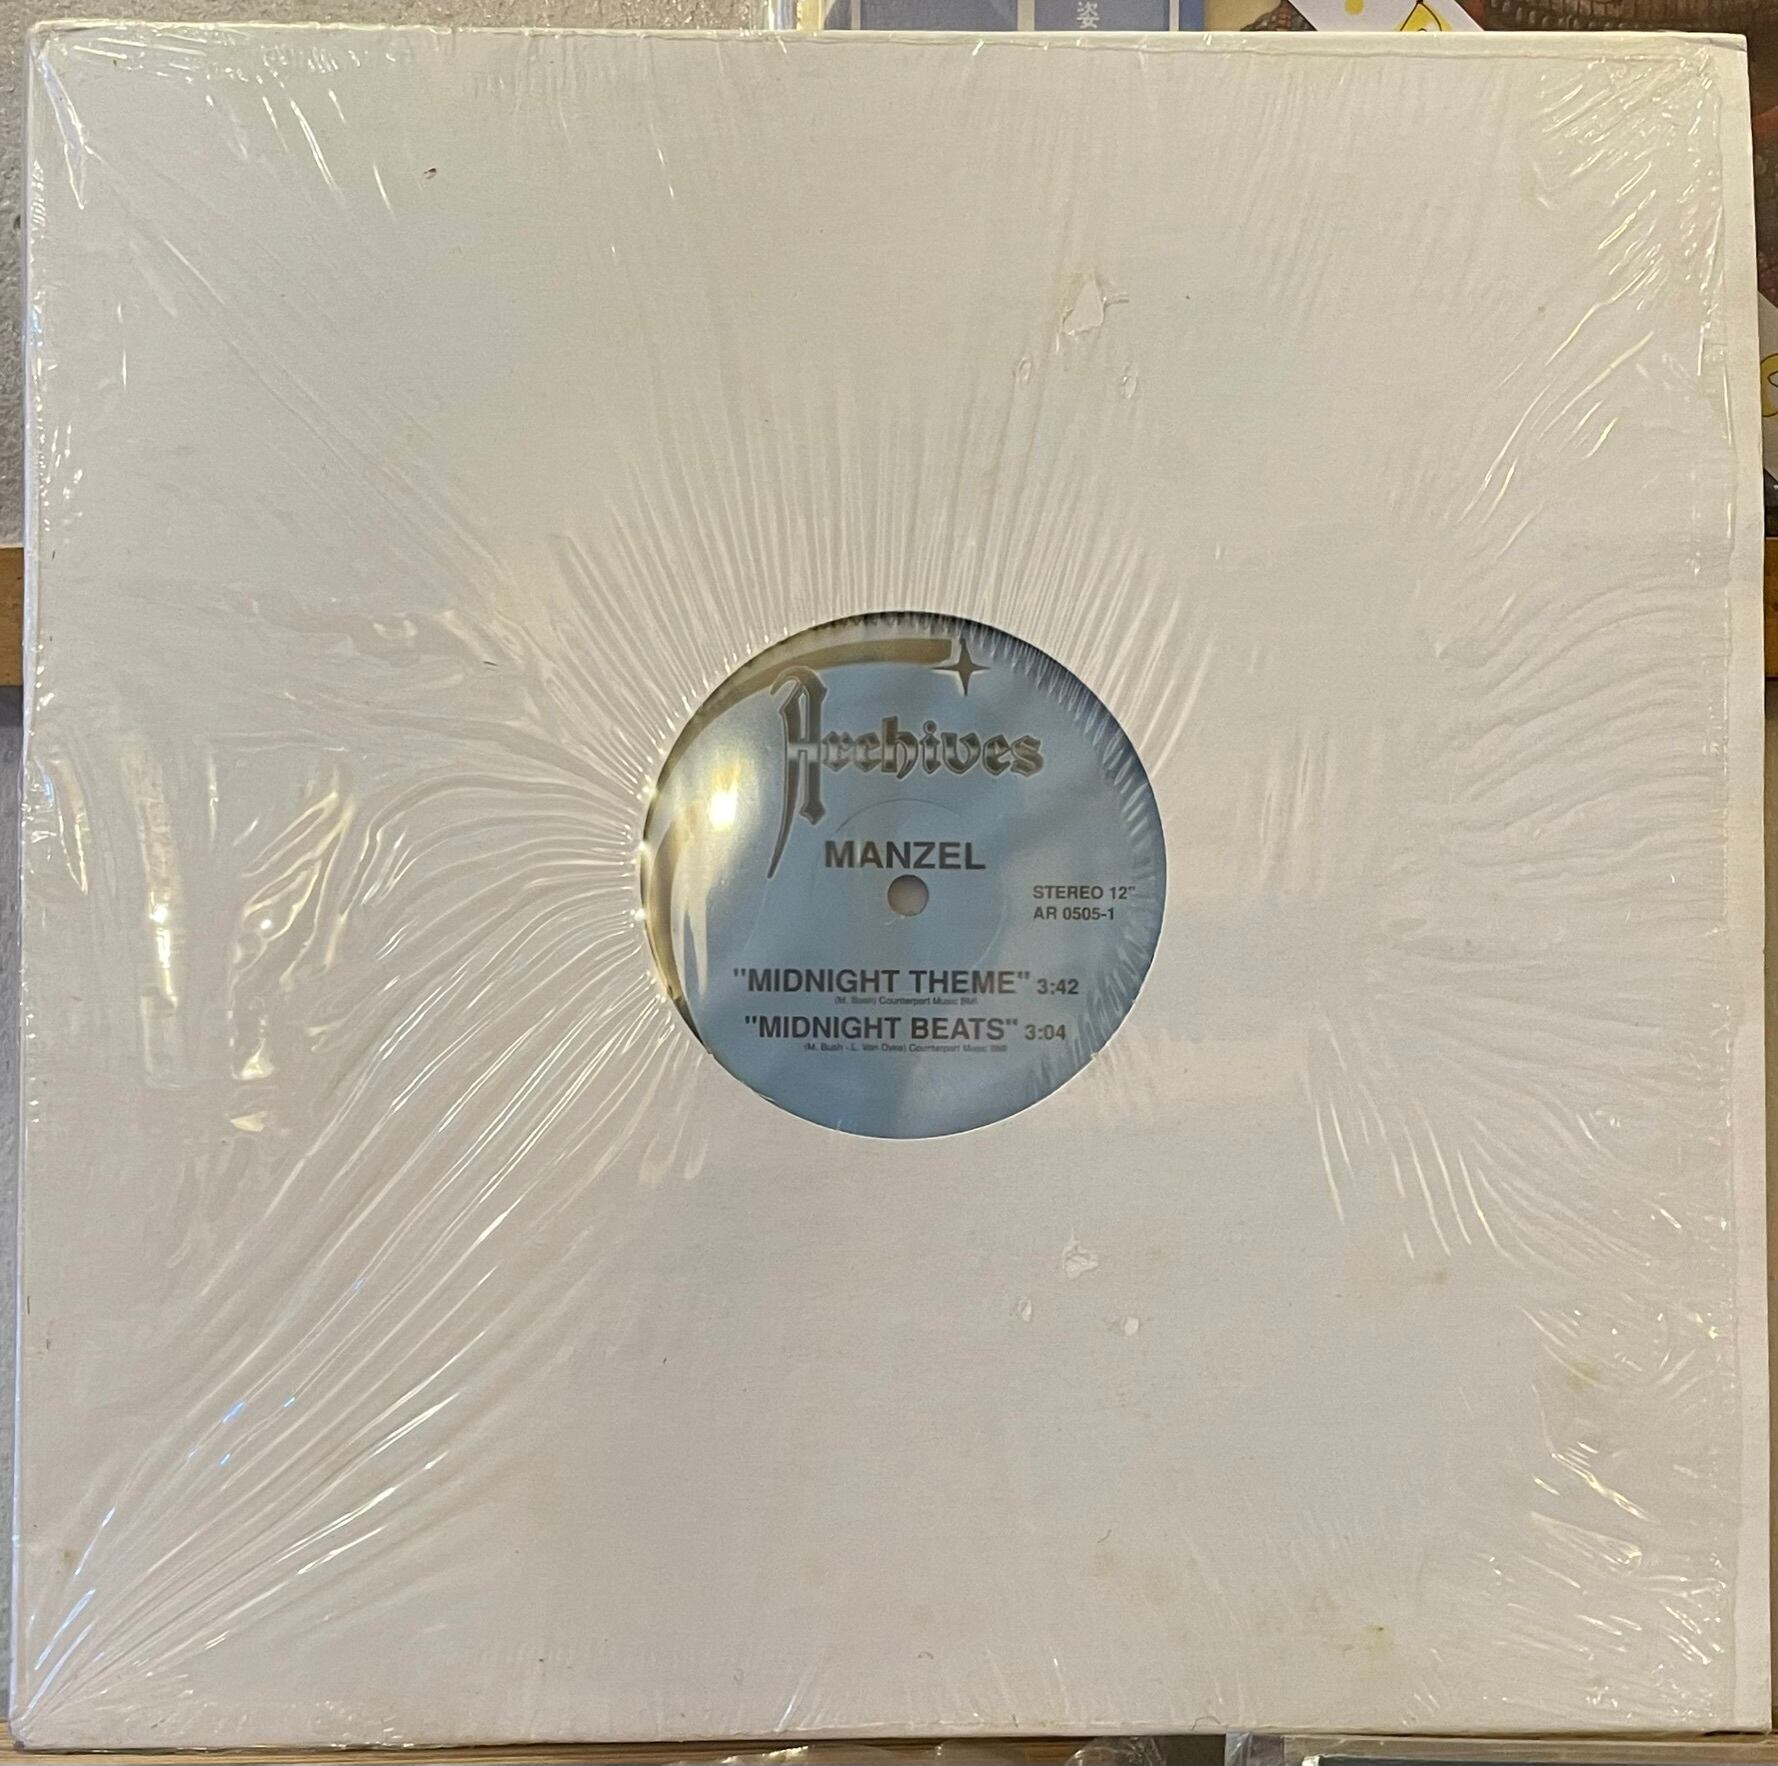 姿
Archives
MANZEL
STEREO 12"
AR 0505-1
"MIDNIGHT THEME" 3:42
(M. Bush) Counterpart Music BMI
"MIDNIGHT BEATS" 3:04
(M. Bush - L. Van Dyke) Counterpart Music BMI